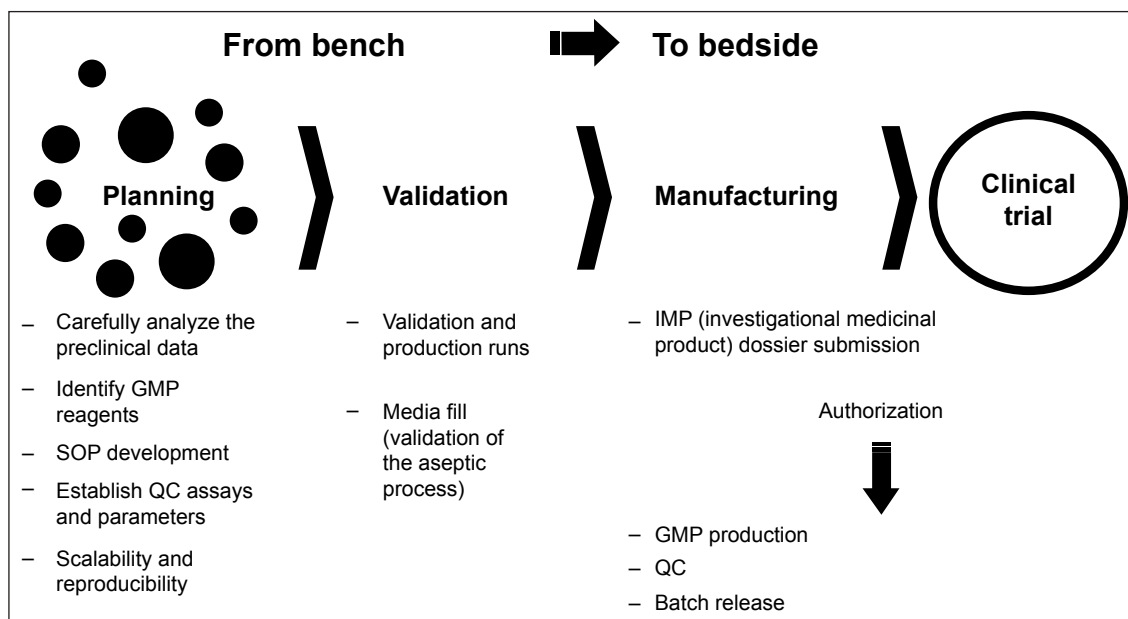 From bench
To bedside
Planning
Validation
Manufacturing
Clinical
trial
– Carefully analyze the
preclinical data
– Identify GMP
reagents
– SOP development
– Establish QC assays
and parameters
– Scalability and
reproducibility
– Validation and
production runs
– Media fill
(validation of
the aseptic
process)
– IMP (investigational medicinal
product) dossier submission
Authorization
– GMP production
– QC
– Batch release